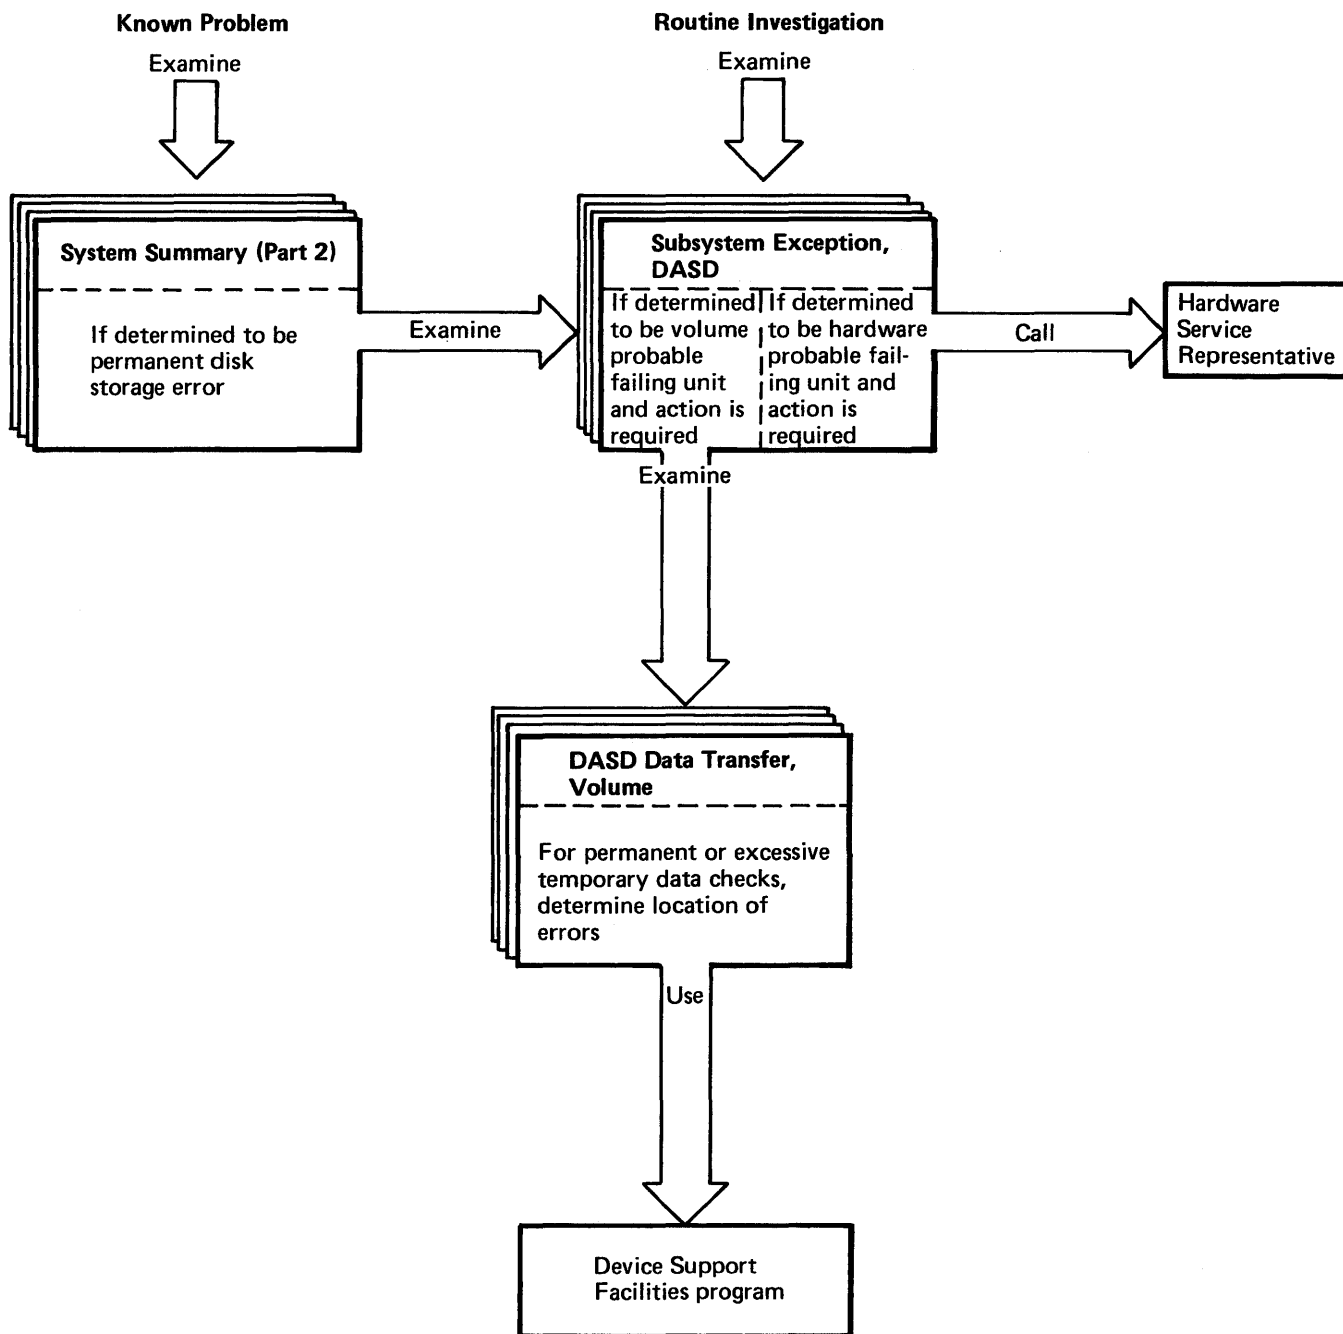 Known Problem
Examine
Routine Investigation
Examine
System Summary (Part 2)
If determined to be
permanent disk
storage error
Examine
Subsystem Exception,
DASD
If determined
to be volume
probable
failing unit
and action is
required
If determined
to be hardware
probable fail-
ing unit and
action is
required
Call
Hardware
Service
Representative
Examine
DASD Data Transfer,
Volume
For permanent or excessive
temporary data checks,
determine location of
errors
Use
Device Support
Facilities program